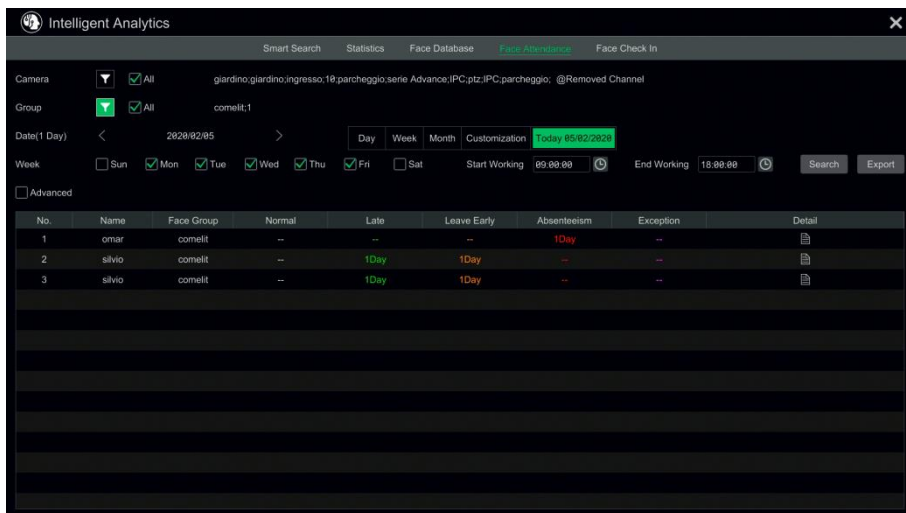 Intelligent Analytics
Smart Search Statistics Face Database Face Attendance Face Check In
Camera All giardino;giardino;ingresso;10;parcheggio;serie Advance;IPC;ptz;IPC;parcheggio; @Removed Channel
Group All comelit;1
Date(1 Day) < 2020/02/05 > Day Week Month Customization Today 05/02/2020
Week Sun Mon Tue Wed Thu Fri Sat Start Working 09:00:00 End Working 18:00:00 Search Export
Advanced
No. Name Face Group Normal Late Leave Early Absenteeism Exception Detail
1 omar comelit -- -- -- 1Day --
2 silvio comelit -- 1Day 1Day -- --
3 silvio comelit -- 1Day 1Day -- --